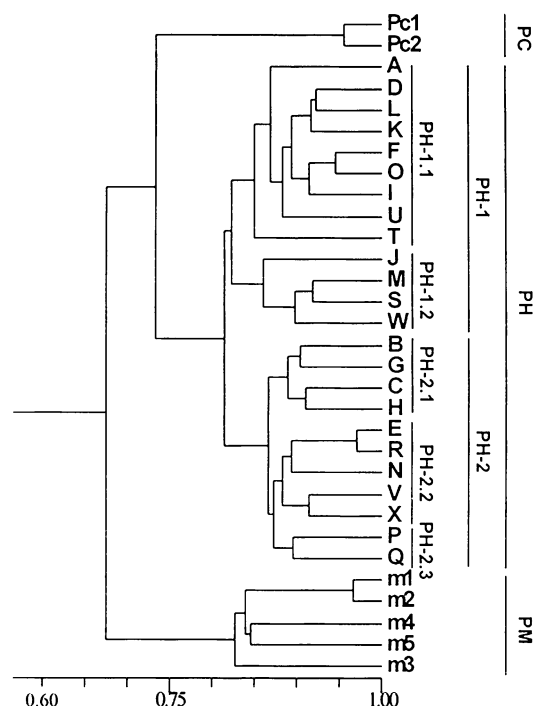 Pc1
Pc2
A
D
L
K
F
O
I
U
T
J
M
S
W
B
G
C
H
E
R
N
V
X
P
Q
m1
m2
m4
m5
m3
PH-1.1
PH-1.2
PH-2.1
PH-2.2
PH-2.3
PH-1
PH-2
PC
PH
PM
0.60
0.75
1.00